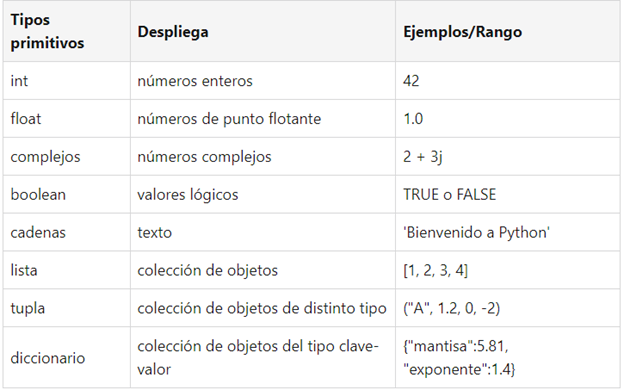 Tipos
primitivos
Despliega
Ejemplos/Rango
int
números enteros
42
float
números de punto flotante
1.0
complejos
números complejos
2 + 3j
boolean
valores lógicos
TRUE o FALSE
cadenas
texto
'Bienvenido a Python'
lista
colección de objetos
[1, 2, 3, 4]
tupla
colección de objetos de distinto tipo
("A", 1.2, 0, -2)
diccionario
colección de objetos del tipo clave-
valor
{"mantisa":5.81,
"exponente":1.4}